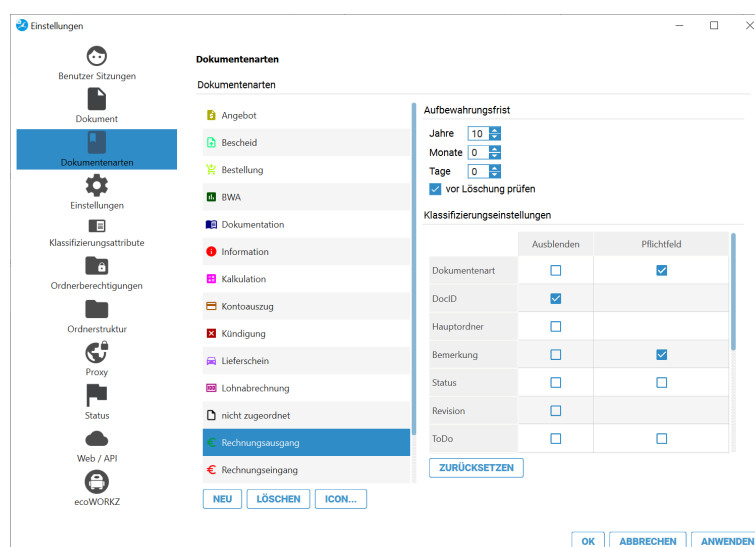 Einstellungen
Benutzer Sitzungen
Dokument
Dokumentenarten
Einstellungen
Klassifizierungsattribute
Ordnerberechtigungen
Ordnerstruktur
Proxy
Status
Web / API
ecoWORKZ
Dokumentenarten
Dokumentenarten
Angebot
Bescheid
Bestellung
BWA
Dokumentation
Information
Kalkulation
Kontoauszug
Kündigung
Lieferschein
Lohnabrechnung
nicht zugeordnet
Rechnungsausgang
Rechnungseingang
NEU LÖSCHEN ICON...
Aufbewahrungsfrist
Jahre 10
Monate 0
Tage 0
vor Löschung prüfen
Klassifizierungseinstellungen
Ausblenden Pflichtfeld
Dokumentenart
DocID
Hauptordner
Bemerkung
Status
Revision
ToDo
ZURÜCKSETZEN
OK ABBRECHEN ANWENDEN